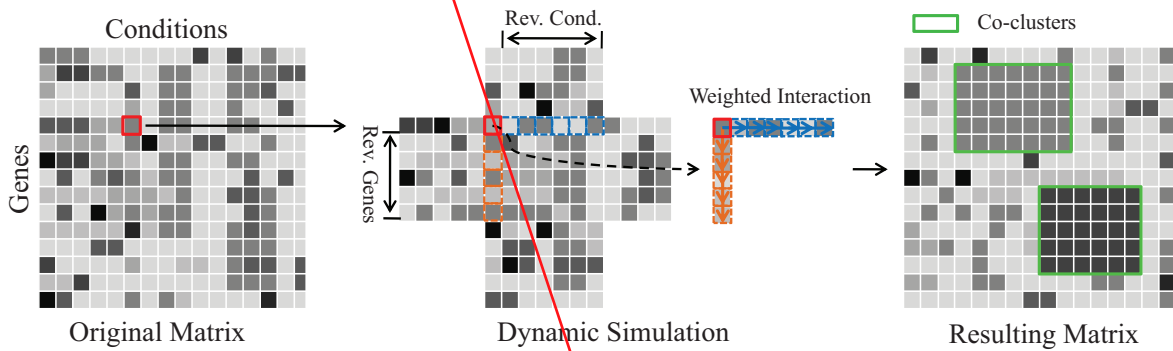 Conditions
Genes
Original Matrix
Rev. Cond.
Rev. Genes
Dynamic Simulation
Weighted Interaction
Co-clusters
Resulting Matrix